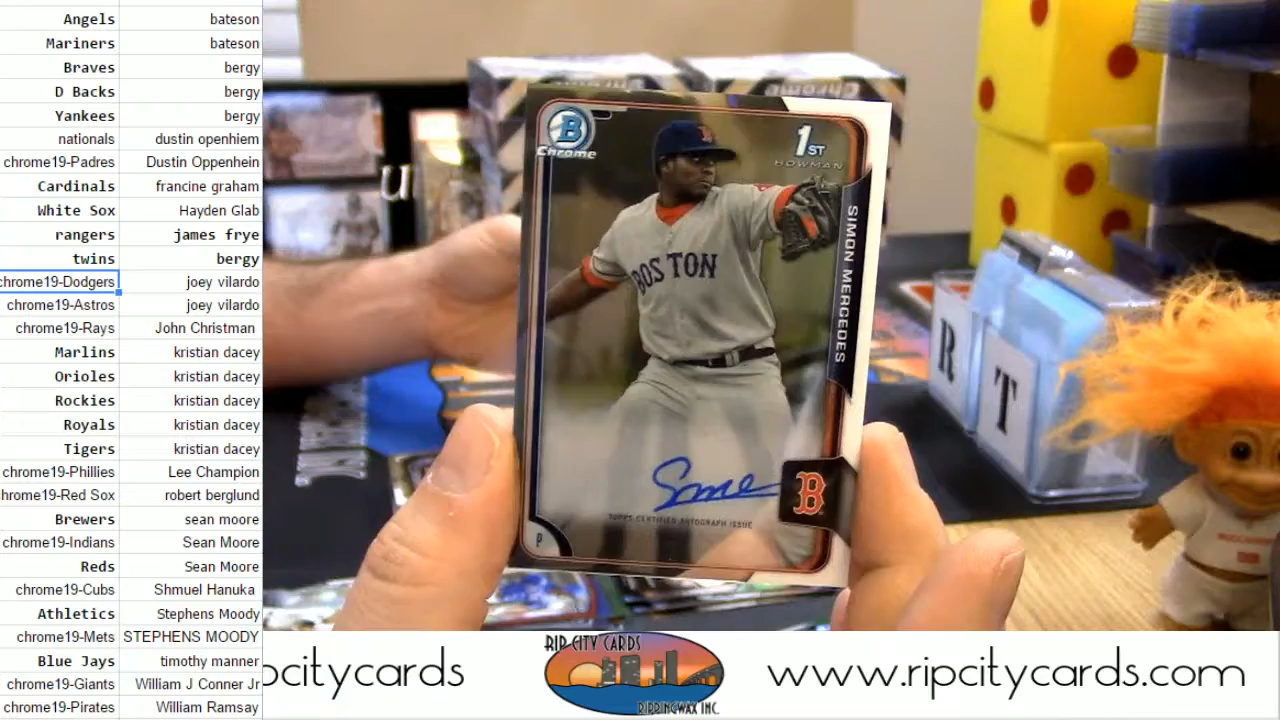 Angels bateson
Mariners bateson
Braves bergy
D Backs bergy
Yankees bergy
nationals dustin openhiem
chrome19-Padres Dustin Oppenhein
Cardinals francine graham
White Sox Hayden Glab
rangers james frye
twins bergy
chrome19-Dodgers joey vilardo
chrome19-Astros joey vilardo
chrome19-Rays John Christman
Marlins kristian dacey
Orioles kristian dacey
Rockies kristian dacey
Royals kristian dacey
Tigers kristian dacey
chrome19-Phillies Lee Champion
chrome19-Red Sox robert berglund
Brewers sean moore
chrome19-Indians Sean Moore
Reds Sean Moore
chrome19-Cubs Shmuel Hanuka
Athletics Stephens Moody
chrome19-Mets STEPHENS MOODY
Blue Jays timothy manner
chrome19-Giants William J Conner Jr
chrome19-Pirates William Ramsay
Chrome
u
B
Chrome
1ST
BOWMAN
SIMON MERCEDES
BOSTON
B
TOPPS CERTIFIED AUTOGRAPH ISSUE
P
R
T
pcitycards
RIP CITY CARDS
RIPPINGWAX INC.
www.ripcitycards.com